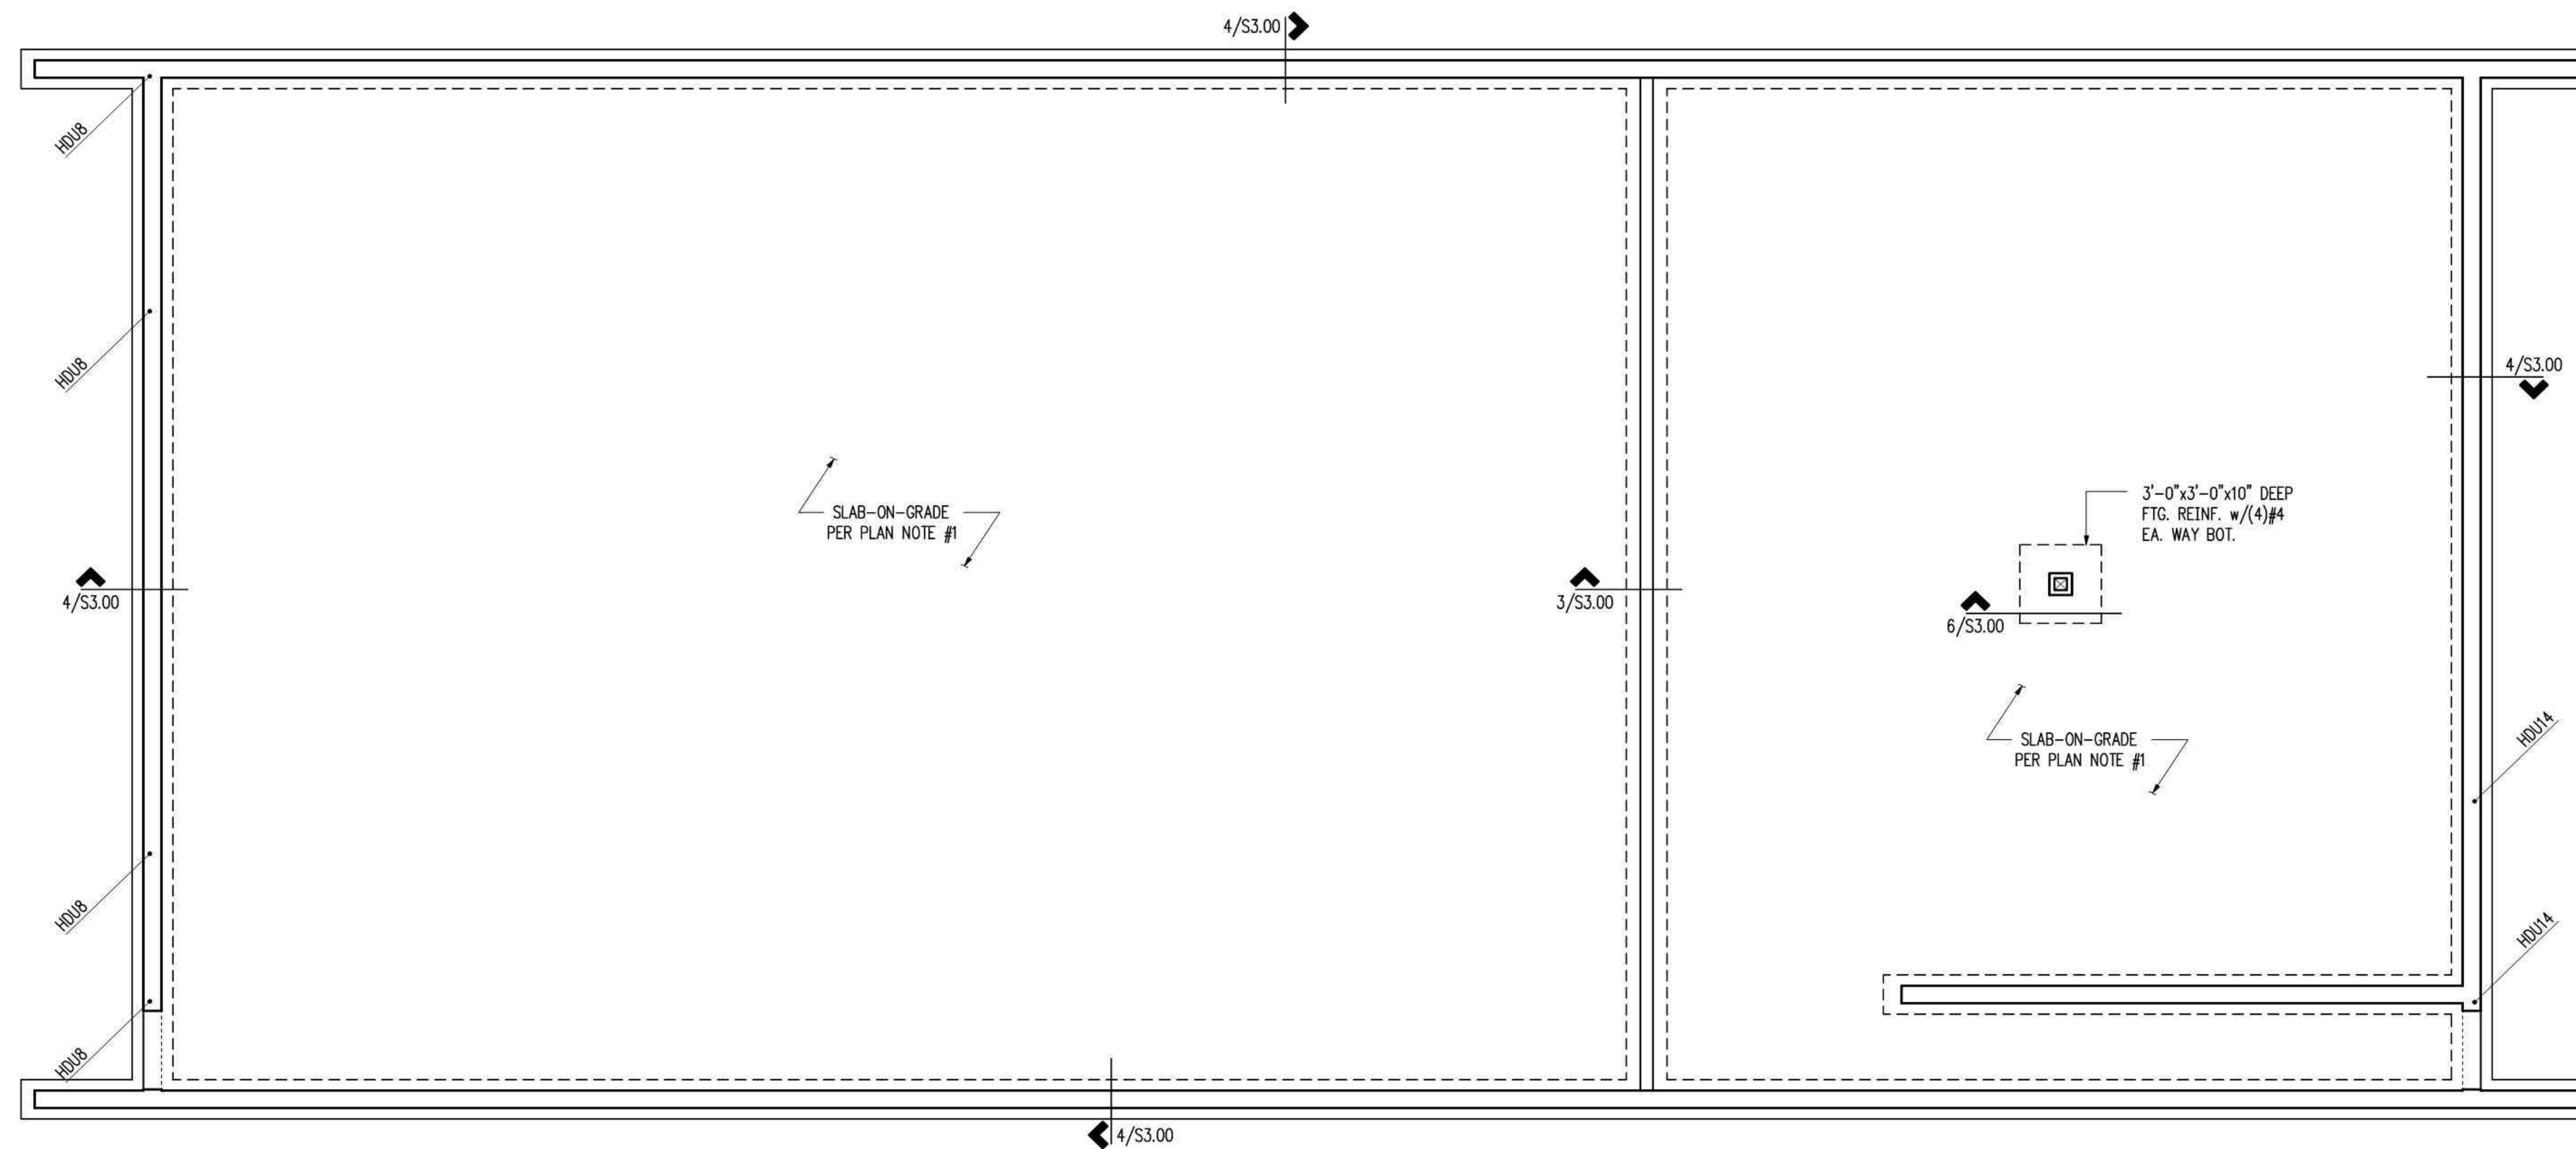 4/S3.00
HDU8
HDU8
4/S3.00
3'-0"x3'-0"x10" DEEP
FTG. REINF. w/(4)#4
EA. WAY BOT.
SLAB-ON-GRADE
PER PLAN NOTE #1
4/S3.00
3/S3.00
6/S3.00
SLAB-ON-GRADE
PER PLAN NOTE #1
HDU14
HDU8
HDU14
HDU8
4/S3.00